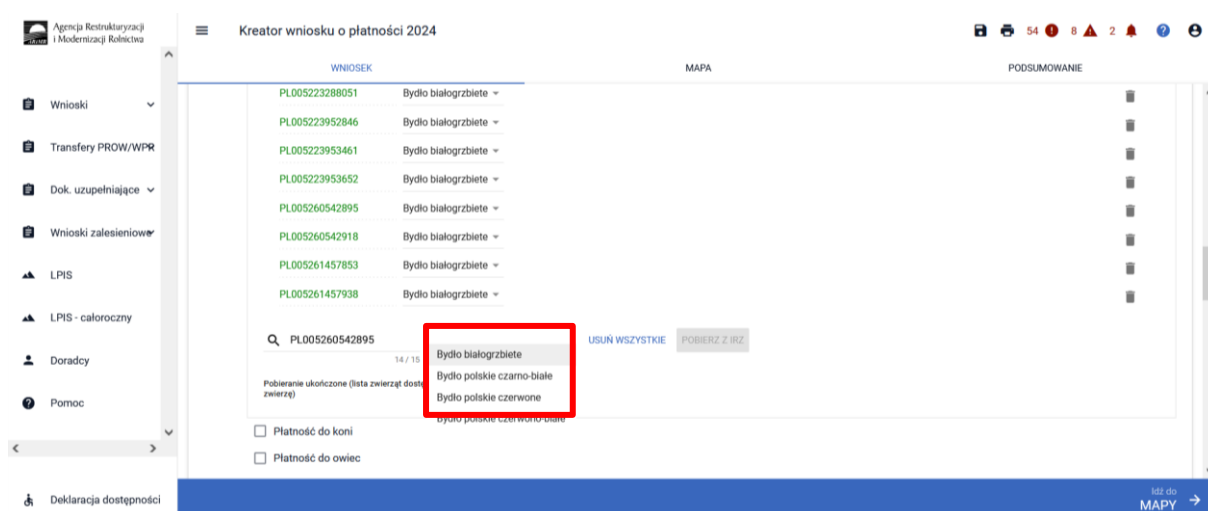 Agencja Restrukturyzacji
i Modernizacji Rolnictwa
Kreator wniosku o płatności 2024
54 8 2
WNIOSEK MAPA PODSUMOWANIE
Wnioski
Transfery PROW/WPR
Dok. uzupełniające
Wnioski zalesieniowe
LPIS
LPIS - całoroczny
Doradcy
Pomoc
Deklaracja dostępności
PL005223288051 Bydło białogrzbiete
PL005223952846 Bydło białogrzbiete
PL005223953461 Bydło białogrzbiete
PL005223953652 Bydło białogrzbiete
PL005260542895 Bydło białogrzbiete
PL005260542918 Bydło białogrzbiete
PL005261457853 Bydło białogrzbiete
PL005261457938 Bydło białogrzbiete
PL005260542895
14 / 15
USUŃ WSZYSTKIE POBIERZ Z IRZ
Bydło białogrzbiete
Bydło polskie czarno-białe
Bydło polskie czerwone
Bydło polskie czerwono-białe
Pobieranie ukończone (lista zwierząt
zwierzę)
Płatność do koni
Płatność do owiec
Idź do
MAPY